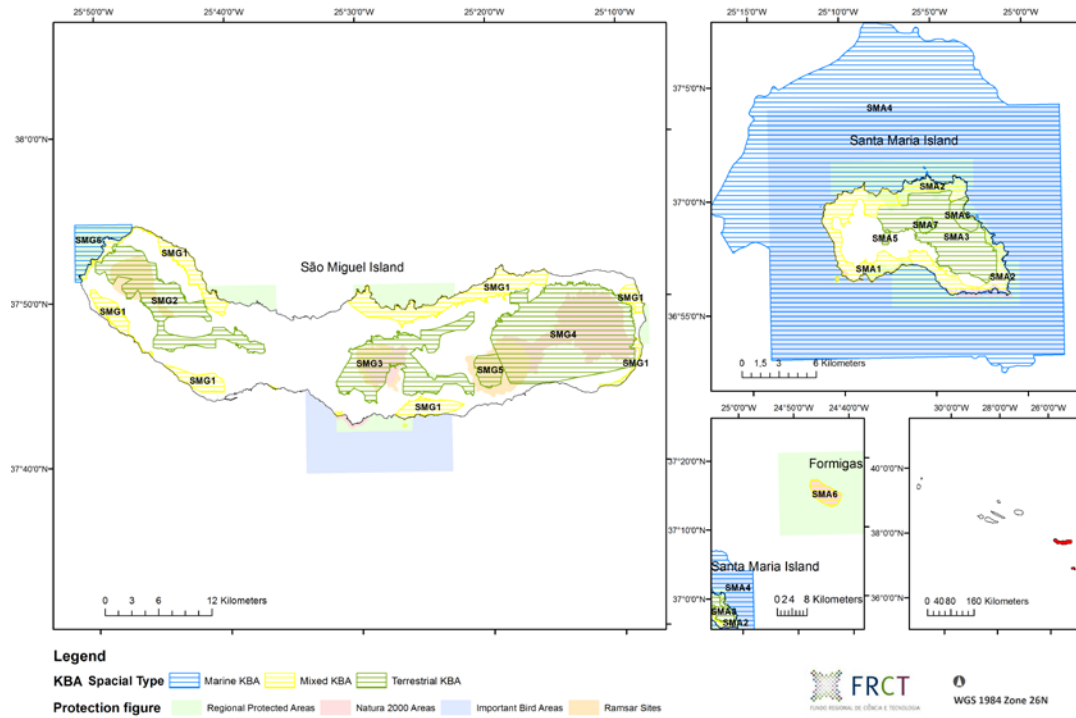 25°50'0"W 25°40'0"W 25°30'0"W 25°20'0"W 25°10'0"W
38°0'0"N
37°50'0"N
37°40'0"N
São Miguel Island
SMG6
SMG1
SMG2
SMG1
SMG1
SMG3
SMG1
SMG1
SMG4
SMG5
SMG1
SMG1
0 3 6 12 Kilometers
25°15'0"W 25°10'0"W 25°5'0"W 25°0'0"W
37°5'0"N
37°0'0"N
36°55'0"N
SMA4
Santa Maria Island
SMA2
SMA6
SMA7
SMA5
SMA3
SMA1
SMA2
0 1,5 3 6 Kilometers
25°0'0"W 24°50'0"W 24°40'0"W
37°20'0"N
37°10'0"N
37°0'0"N
Formigas
SMA6
Santa Maria Island
SMA4
SMA2
0 2 4 8 Kilometers
30°0'0"W 28°0'0"W 26°0'0"W
40°0'0"N
38°0'0"N
36°0'0"N
0 40 80 160 Kilometers
Legend
KBA Spacial Type Marine KBA Mixed KBA Terrestrial KBA
Protection figure Regional Protected Areas Natura 2000 Areas Important Bird Areas Ramsar Sites
FRCT
FUNDO REGIONAL DE CIÊNCIA E TECNOLOGIA
WGS 1984 Zone 26N